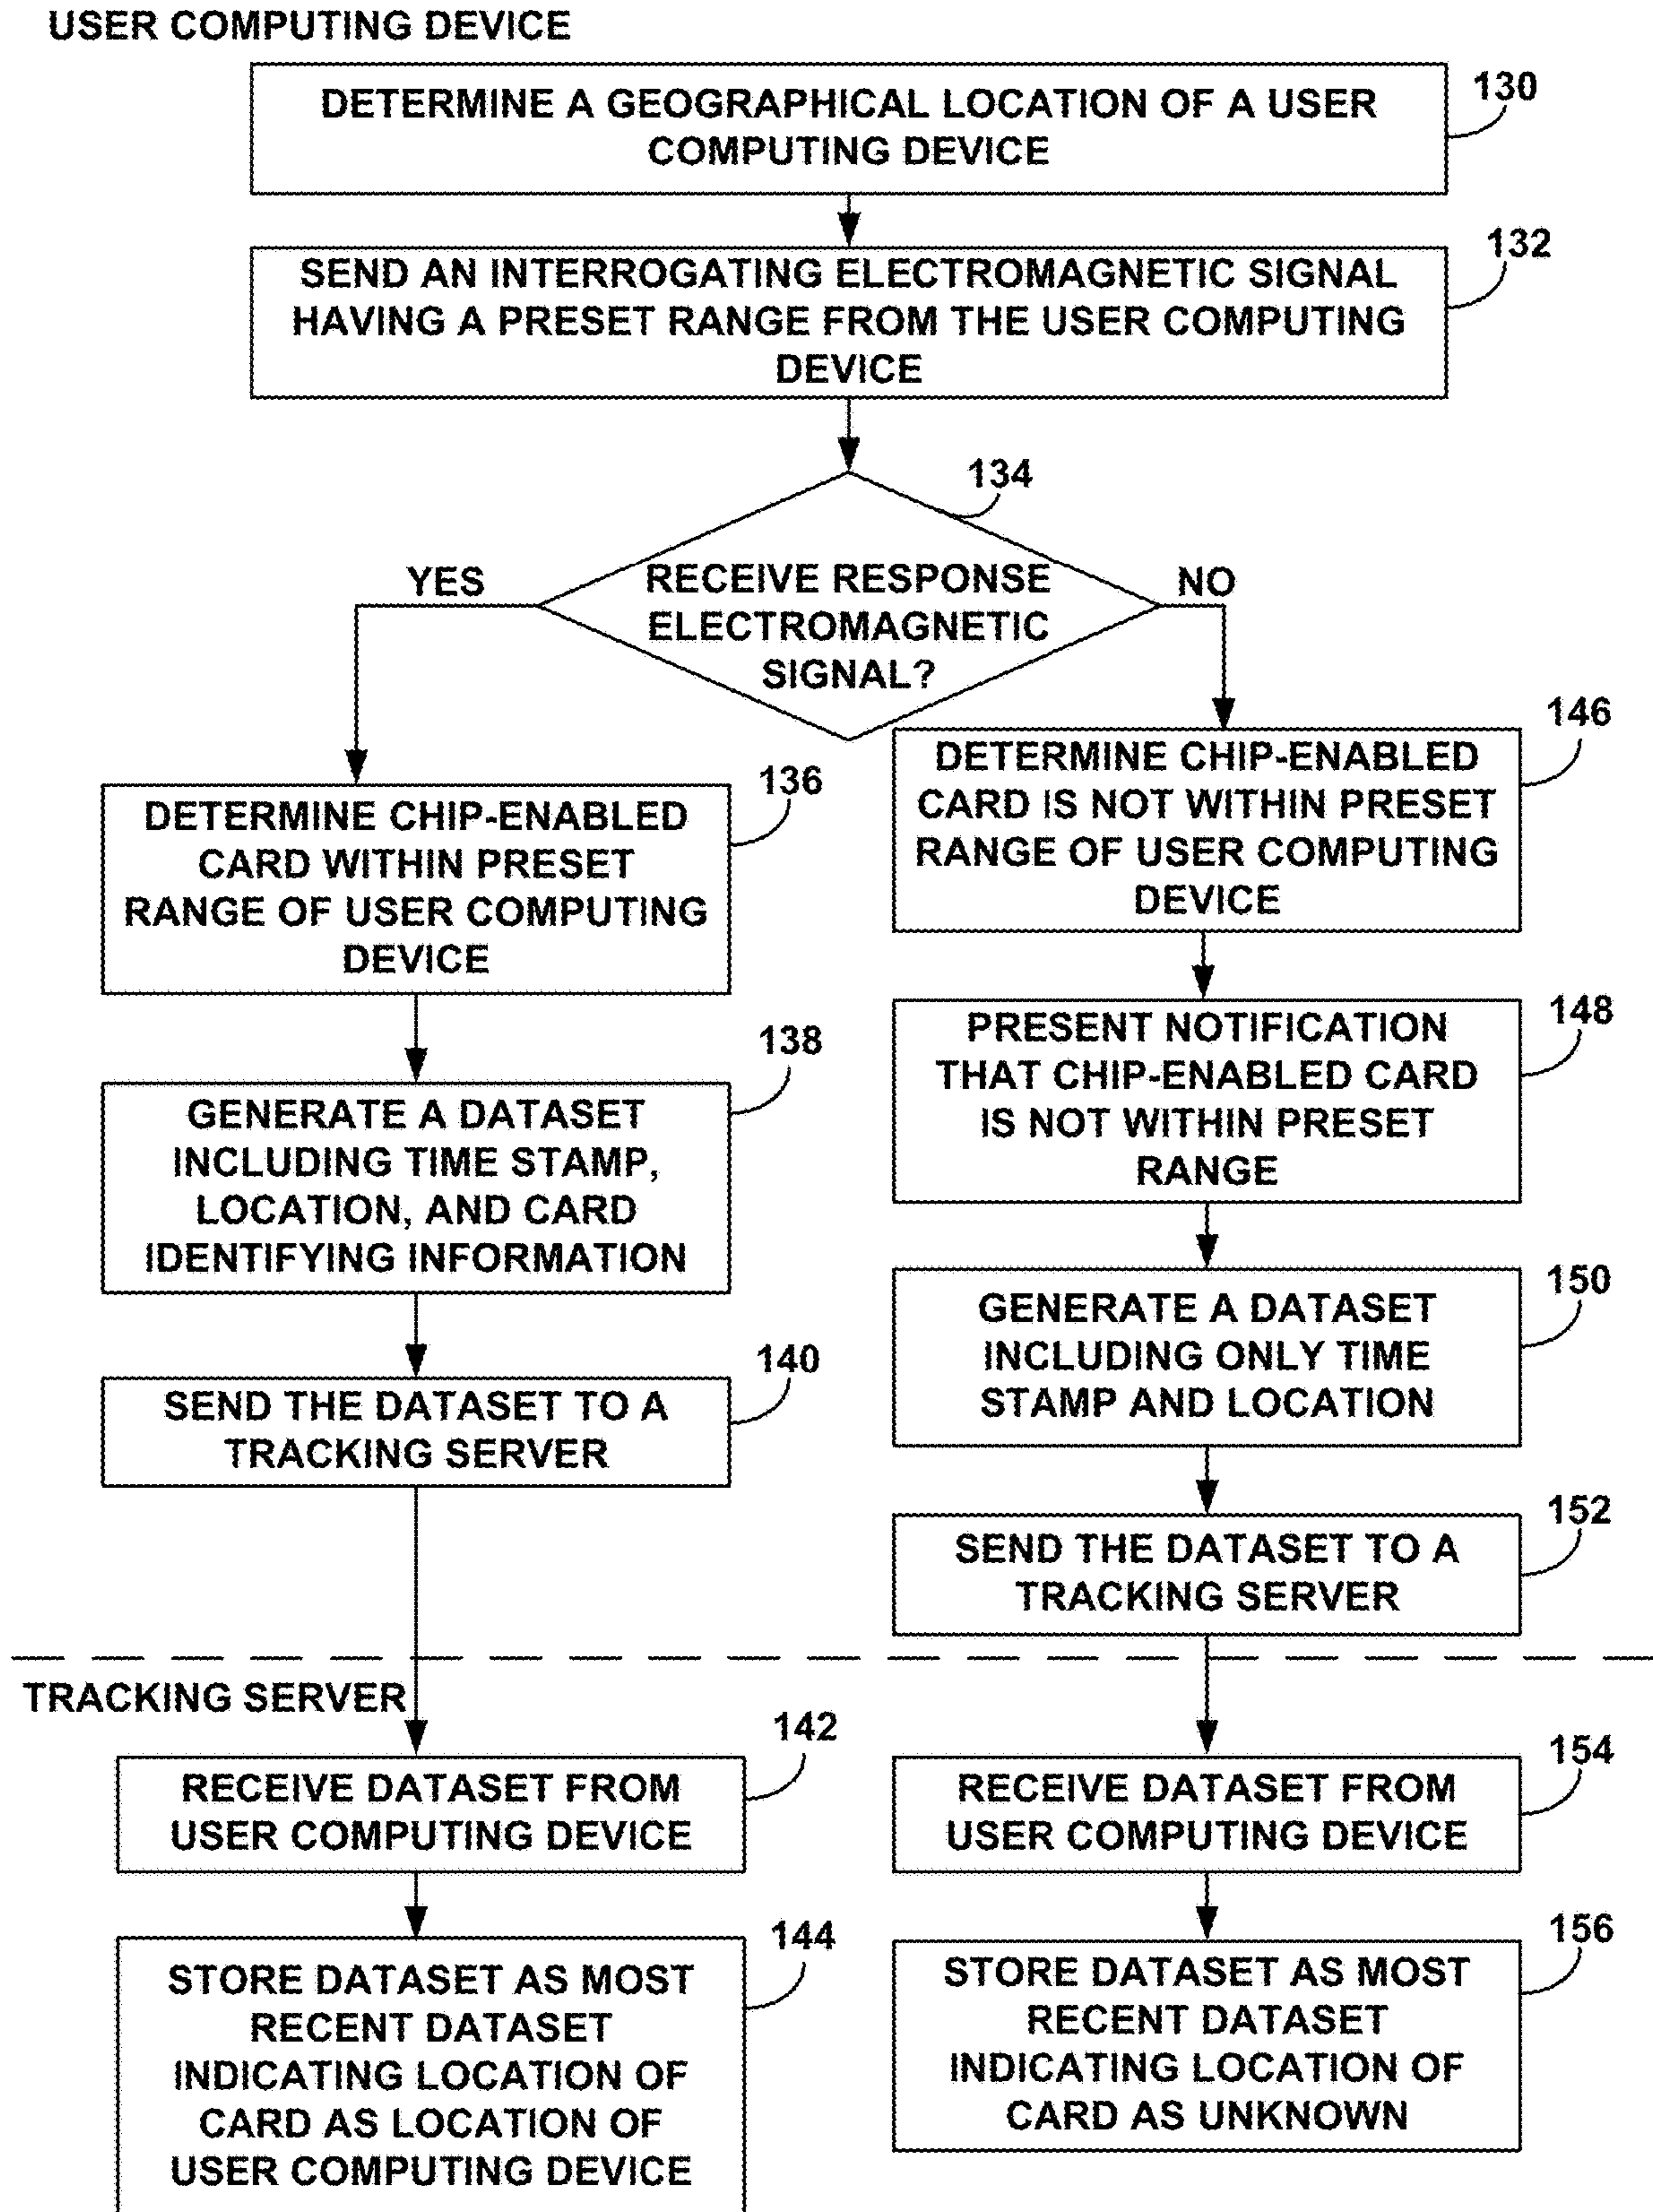 USER COMPUTING DEVICE
130
DETERMINE A GEOGRAPHICAL LOCATION OF A USER
COMPUTING DEVICE
132
SEND AN INTERROGATING ELECTROMAGNETIC SIGNAL
HAVING A PRESET RANGE FROM THE USER COMPUTING
DEVICE
134
YES
RECEIVE RESPONSE
ELECTROMAGNETIC
SIGNAL?
NO
136
DETERMINE CHIP-ENABLED
CARD WITHIN PRESET
RANGE OF USER COMPUTING
DEVICE
138
GENERATE A DATASET
INCLUDING TIME STAMP,
LOCATION, AND CARD
IDENTIFYING INFORMATION
140
SEND THE DATASET TO A
TRACKING SERVER
146
DETERMINE CHIP-ENABLED
CARD IS NOT WITHIN PRESET
RANGE OF USER COMPUTING
DEVICE
148
PRESENT NOTIFICATION
THAT CHIP-ENABLED CARD
IS NOT WITHIN PRESET
RANGE
150
GENERATE A DATASET
INCLUDING ONLY TIME
STAMP AND LOCATION
152
SEND THE DATASET TO A
TRACKING SERVER
TRACKING SERVER
142
RECEIVE DATASET FROM
USER COMPUTING DEVICE
144
STORE DATASET AS MOST
RECENT DATASET
INDICATING LOCATION OF
CARD AS LOCATION OF
USER COMPUTING DEVICE
154
RECEIVE DATASET FROM
USER COMPUTING DEVICE
156
STORE DATASET AS MOST
RECENT DATASET
INDICATING LOCATION OF
CARD AS UNKNOWN